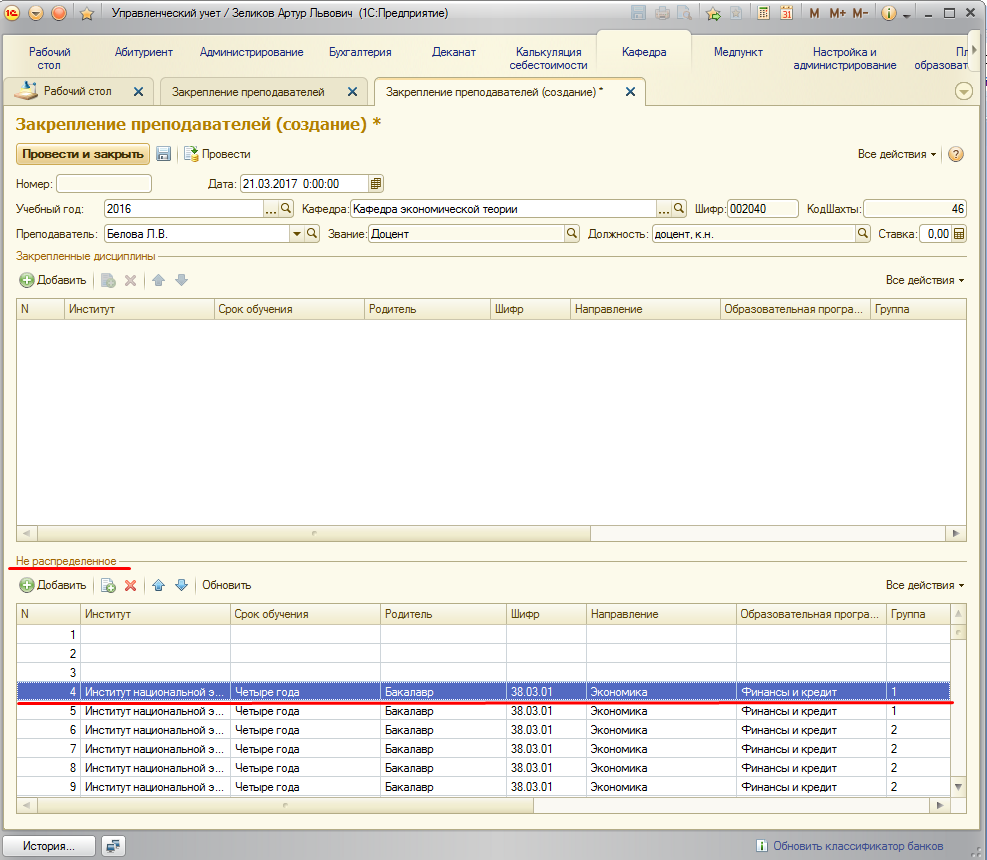 Управленческий учет / Зеликов Артур Львович (1С:Предприятие)
M M+ M-
Рабочий стол
Абитуриент
Администрирование
Бухгалтерия
Деканат
Калькуляция себестоимости
Кафедра
Медпункт
Настройка и администрирование
Пл
образоват
Рабочий стол
Закрепление преподавателей
Закрепление преподавателей (создание) *
Закрепление преподавателей (создание) *
Провести и закрыть Провести Все действия
Номер: Дата: 21.03.2017 0:00:00
Учебный год: 2016 ... Кафедра: Кафедра экономической теории ... Шифр: 002040 КодШахты: 46
Преподаватель: Белова Л.В. Звание: Доцент Должность: доцент, к.н. Ставка: 0,00
Закрепленные дисциплины
Добавить Все действия
N Институт Срок обучения Родитель Шифр Направление Образовательная програ... Группа
Не распределенное
Добавить Обновить Все действия
N Институт Срок обучения Родитель Шифр Направление Образовательная програ... Группа
1
2
3
4 Институт национальной э... Четыре года Бакалавр 38.03.01 Экономика Финансы и кредит 1
5 Институт национальной э... Четыре года Бакалавр 38.03.01 Экономика Финансы и кредит 1
6 Институт национальной э... Четыре года Бакалавр 38.03.01 Экономика Финансы и кредит 2
7 Институт национальной э... Четыре года Бакалавр 38.03.01 Экономика Финансы и кредит 2
8 Институт национальной э... Четыре года Бакалавр 38.03.01 Экономика Финансы и кредит 2
9 Институт национальной э... Четыре года Бакалавр 38.03.01 Экономика Финансы и кредит 2
История... Обновить классификатор банков